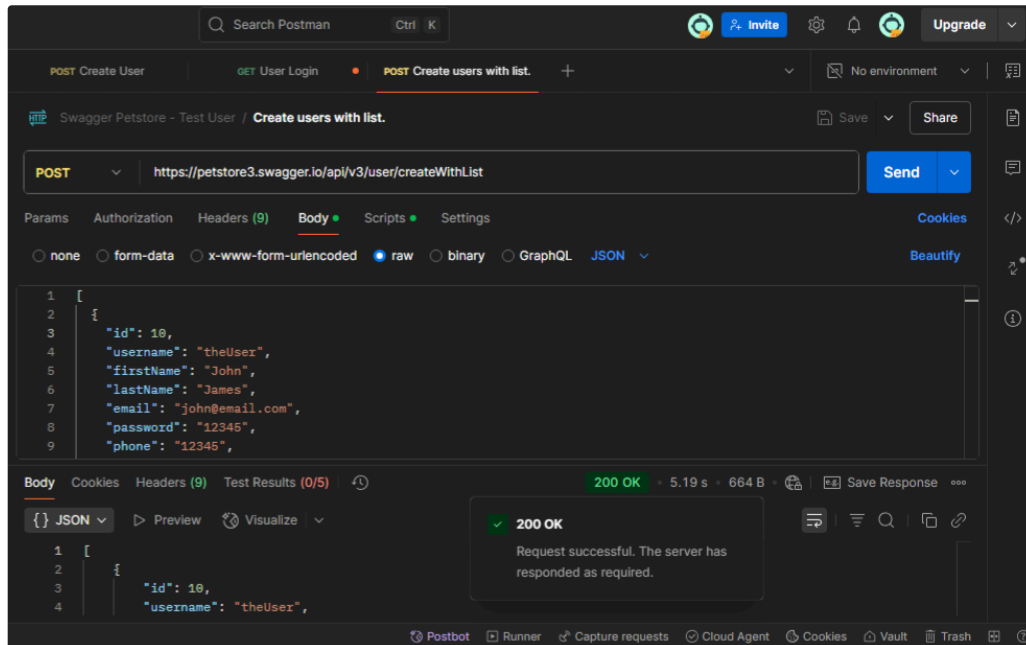 Search Postman Ctrl K Invite Upgrade
POST Create User GET User Login POST Create users with list. No environment
HTTP Swagger Petstore - Test User / Create users with list. Save Share
POST https://petstore3.swagger.io/api/v3/user/createWithList Send
Params Authorization Headers (9) Body Scripts Settings Cookies
none form-data x-www-form-urlencoded raw binary GraphQL JSON Beautify
1 [
2 {
3 "id": 10,
4 "username": "theUser",
5 "firstName": "John",
6 "lastName": "James",
7 "email": "john@email.com",
8 "password": "12345",
9 "phone": "12345",
Body Cookies Headers (9) Test Results (0/5) 200 OK 5.19 s 664 B e.g. Save Response
{} JSON Preview Visualize
200 OK
Request successful. The server has
responded as required.
1 [
2 {
3 "id": 10,
4 "username": "theUser",
Postbot Runner Capture requests Cloud Agent Cookies Vault Trash